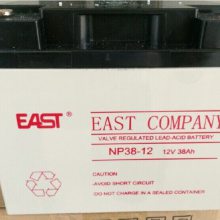 EAST® EAST COMPANY
VALVE REGULATED LEAD-ACID BATTERY
NP38-12 12V 38Ah
CAUTION:
AVOID SHORT CIRCUIT
DO NOT CHARGE IN A SEALED CONTAINER